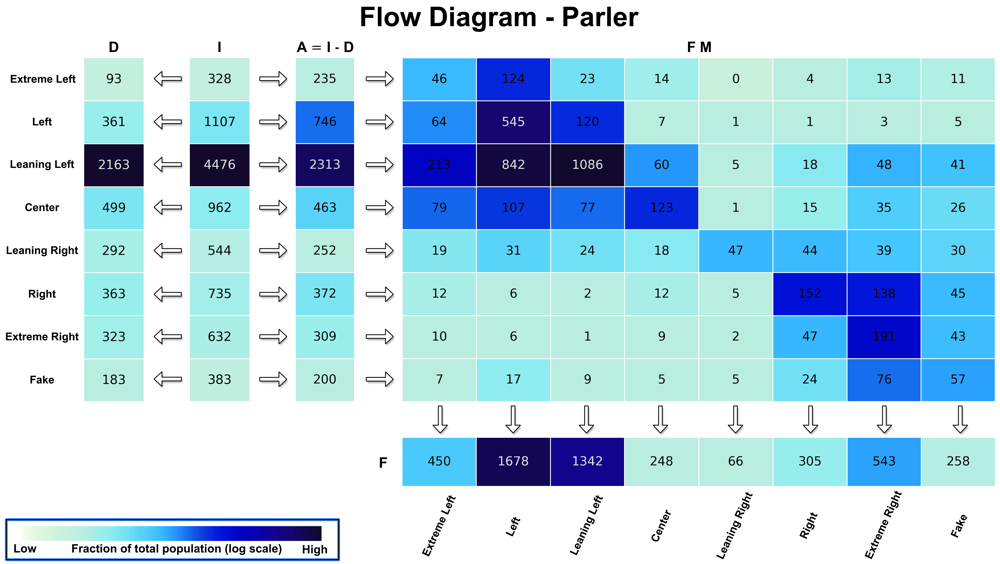 Flow Diagram - Parler
D I A = I - D F M
Extreme Left 93 328 235 46 124 23 14 0 4 13 11
Left 361 1107 746 64 545 120 7 1 1 3 5
Leaning Left 2163 4476 2313 213 842 1086 60 5 18 48 41
Center 499 962 463 79 107 77 123 1 15 35 26
Leaning Right 292 544 252 19 31 24 18 47 44 39 30
Right 363 735 372 12 6 2 12 5 152 138 45
Extreme Right 323 632 309 10 6 1 9 2 47 191 43
Fake 183 383 200 7 17 9 5 5 24 76 57
F 450 1678 1342 248 66 305 543 258
Extreme Left Left Leaning Left Center Leaning Right Right Extreme Right Fake
Low Fraction of total population (log scale) High